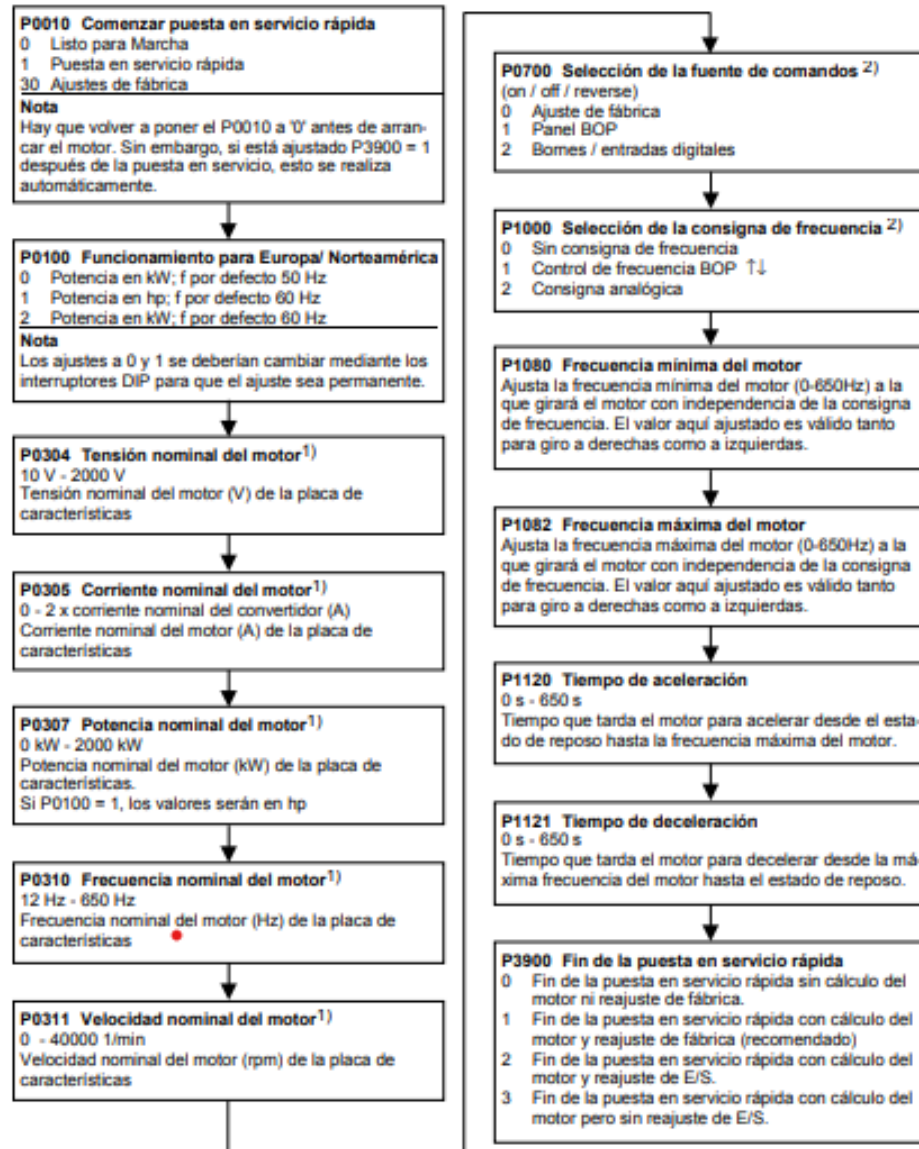 P0010 Comenzar puesta en servicio rápida
0 Listo para Marcha
1 Puesta en servicio rápida
30 Ajustes de fábrica
Nota
Hay que volver a poner el P0010 a '0' antes de arran-
car el motor. Sin embargo, si está ajustado P3900 = 1
después de la puesta en servicio, esto se realiza
automáticamente.
P0100 Funcionamiento para Europa/ Norteamérica
0 Potencia en kW; f por defecto 50 Hz
1 Potencia en hp; f por defecto 60 Hz
2 Potencia en kW; f por defecto 60 Hz
Nota
Los ajustes a 0 y 1 se deberían cambiar mediante los
interruptores DIP para que el ajuste sea permanente.
P0304 Tensión nominal del motor1)
10 V - 2000 V
Tensión nominal del motor (V) de la placa de
características
P0305 Corriente nominal del motor1)
0 - 2 x corriente nominal del convertidor (A)
Corriente nominal del motor (A) de la placa de
características
P0307 Potencia nominal del motor1)
0 kW - 2000 kW
Potencia nominal del motor (kW) de la placa de
características.
Si P0100 = 1, los valores serán en hp
P0310 Frecuencia nominal del motor1)
12 Hz - 650 Hz
Frecuencia nominal del motor (Hz) de la placa de
características
P0311 Velocidad nominal del motor1)
0 - 40000 1/min
Velocidad nominal del motor (rpm) de la placa de
características
P0700 Selección de la fuente de comandos 2)
(on / off / reverse)
0 Ajuste de fábrica
1 Panel BOP
2 Bornes / entradas digitales
P1000 Selección de la consigna de frecuencia 2)
0 Sin consigna de frecuencia
1 Control de frecuencia BOP ↑↓
2 Consigna analógica
P1080 Frecuencia mínima del motor
Ajusta la frecuencia mínima del motor (0-650Hz) a la
que girará el motor con independencia de la consigna
de frecuencia. El valor aquí ajustado es válido tanto
para giro a derechas como a izquierdas.
P1082 Frecuencia máxima del motor
Ajusta la frecuencia máxima del motor (0-650Hz) a la
que girará el motor con independencia de la consigna
de frecuencia. El valor aquí ajustado es válido tanto
para giro a derechas como a izquierdas.
P1120 Tiempo de aceleración
0 s - 650 s
Tiempo que tarda el motor para acelerar desde el esta-
do de reposo hasta la frecuencia máxima del motor.
P1121 Tiempo de deceleración
0 s - 650 s
Tiempo que tarda el motor para decelerar desde la má-
xima frecuencia del motor hasta el estado de reposo.
P3900 Fin de la puesta en servicio rápida
0 Fin de la puesta en servicio rápida sin cálculo del
motor ni reajuste de fábrica.
1 Fin de la puesta en servicio rápida con cálculo del
motor y reajuste de fábrica (recomendado)
2 Fin de la puesta en servicio rápida con cálculo del
motor y reajuste de E/S.
3 Fin de la puesta en servicio rápida con cálculo del
motor pero sin reajuste de E/S.